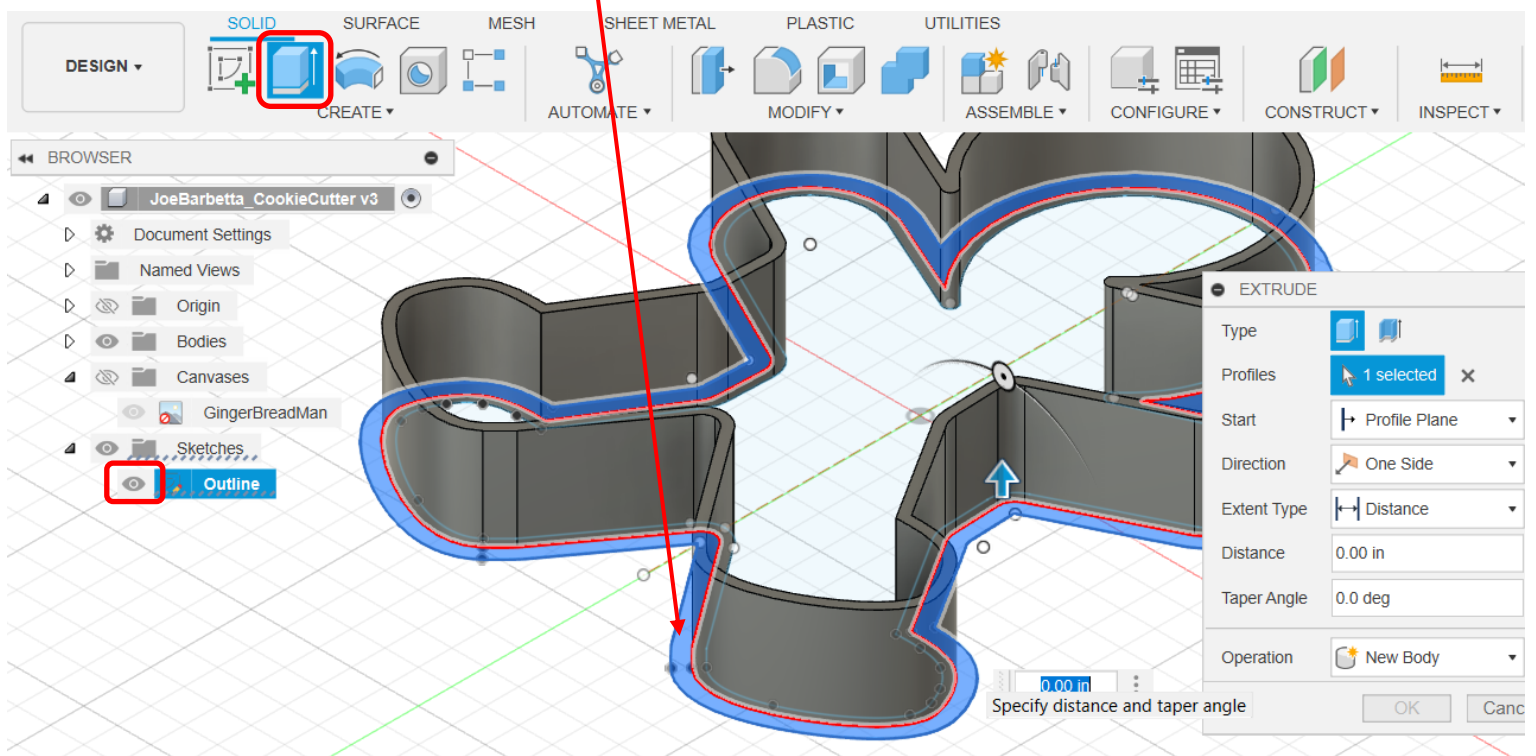 SOLID SURFACE MESH SHEET METAL PLASTIC UTILITIES
DESIGN
CREATE AUTOMATE MODIFY ASSEMBLE CONFIGURE CONSTRUCT INSPECT
BROWSER
JoeBarbetta_CookieCutter v3
Document Settings
Named Views
Origin
Bodies
Canvases
GingerBreadMan
Sketches
Outline
EXTRUDE
Type
Profiles 1 selected
Start Profile Plane
Direction One Side
Extent Type Distance
Distance 0.00 in
Taper Angle 0.0 deg
Operation New Body
OK Canc
0.00 in
Specify distance and taper angle